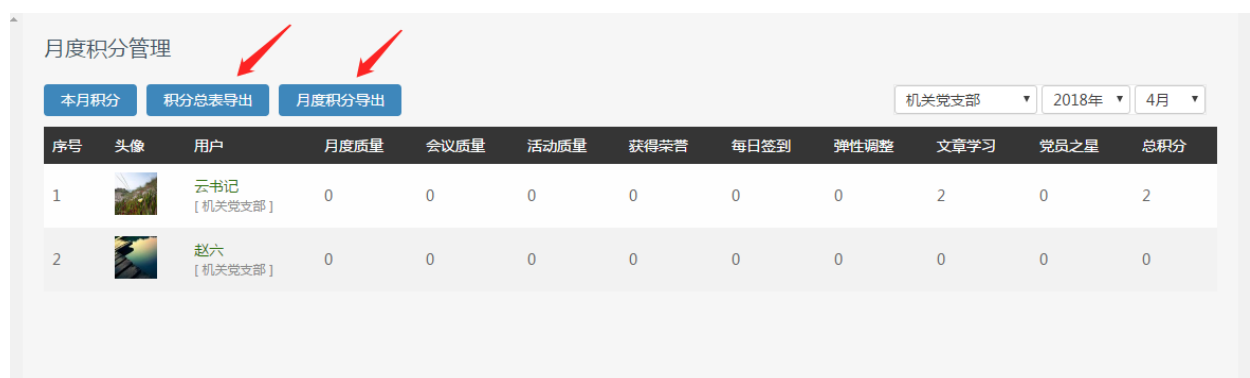 月度积分管理
本月积分 积分总表导出 月度积分导出 机关党支部 2018年 4月
序号 头像 用户 月度质量 会议质量 活动质量 获得荣誉 每日签到 弹性调整 文章学习 党员之星 总积分
1 云书记 0 0 0 0 0 0 2 0 2
[ 机关党支部 ]
2 赵六 0 0 0 0 0 0 0 0 0
[ 机关党支部 ]